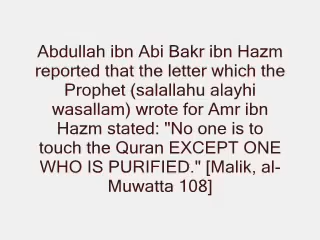 Abdullah ibn Abi Bakr ibn Hazm
reported that the letter which the
Prophet (salallahu alayhi
wasallam) wrote for Amr ibn
Hazm stated: "No one is to
touch the Quran EXCEPT ONE
WHO IS PURIFIED." [Malik, al-
Muwatta 108]